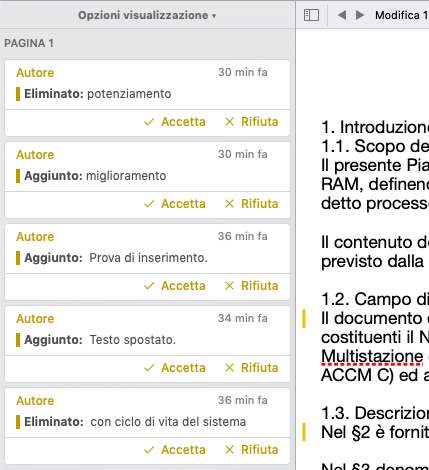 Opzioni visualizzazione
PAGINA 1
Autore 30 min fa
Eliminato: potenziamento
Accetta Rifiuta
Autore 30 min fa
Aggiunto: miglioramento
Accetta Rifiuta
Autore 36 min fa
Aggiunto: Prova di inserimento.
Accetta Rifiuta
Autore 34 min fa
Aggiunto: Testo spostato.
Accetta Rifiuta
Autore 36 min fa
Eliminato: con ciclo di vita del sistema
Accetta Rifiuta
Modifica 1
1. Introduzione
1.1. Scopo de
Il presente Pia
RAM, definend
detto processo
Il contenuto de
previsto dalla
1.2. Campo di
Il documento
costituenti il N
Multistazione
ACCM C) ed a
1.3. Descrizion
Nel §2 è fornit
Nel §3 denom